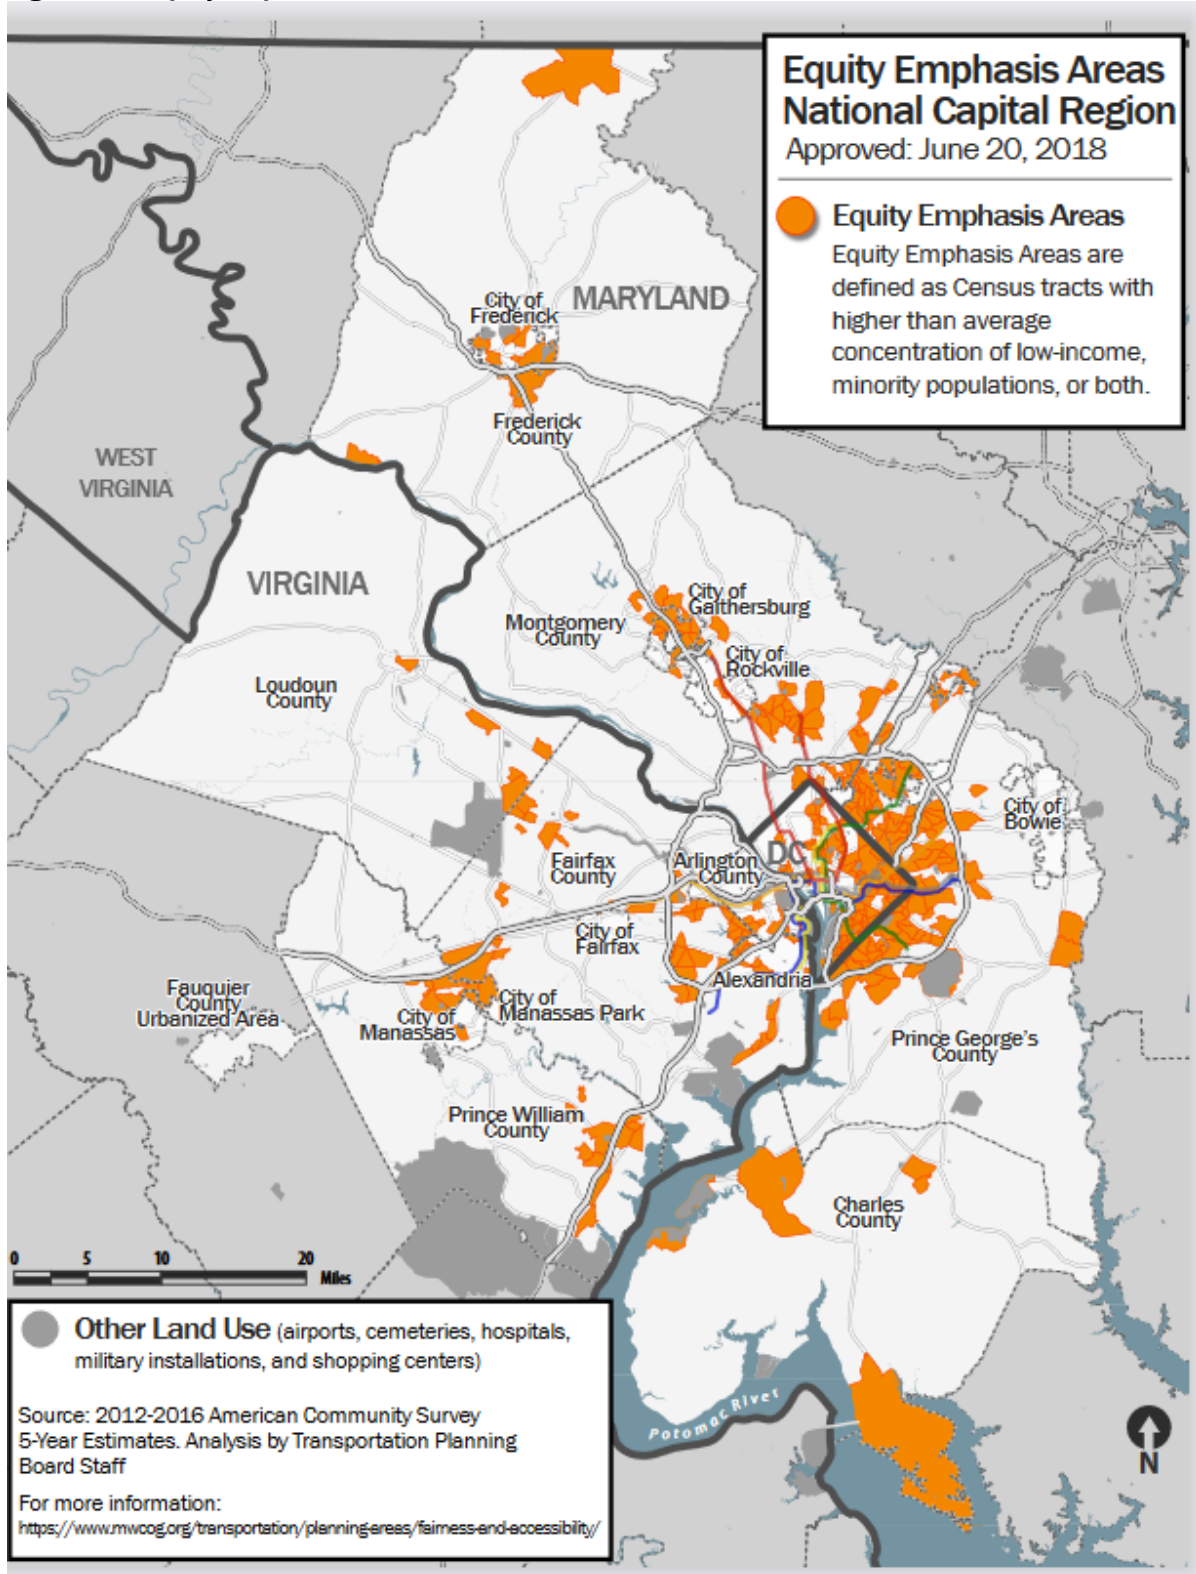 Equity Emphasis Areas
National Capital Region
Approved: June 20, 2018
Equity Emphasis Areas
Equity Emphasis Areas are
defined as Census tracts with
higher than average
concentration of low-income,
minority populations, or both.
City of
Frederick
MARYLAND
Frederick
County
WEST
VIRGINIA
VIRGINIA
City of
Gaithersburg
Montgomery
County
City of
Rockville
Loudoun
County
City of
Bowie
DC
Arlington
County
Fairfax
County
City of
Fairfax
Alexandria
Fauquier
County
Urbanized Area
City of
Manassas Park
City of
Manassas
Prince George's
County
Prince William
County
Charles
County
0 5 10 20
Miles
Potomac River
N
Other Land Use (airports, cemeteries, hospitals,
military installations, and shopping centers)
Source: 2012-2016 American Community Survey
5-Year Estimates. Analysis by Transportation Planning
Board Staff
For more information:
https://www.mwcog.org/transportation/planning-areas/fairness-and-accessibility/